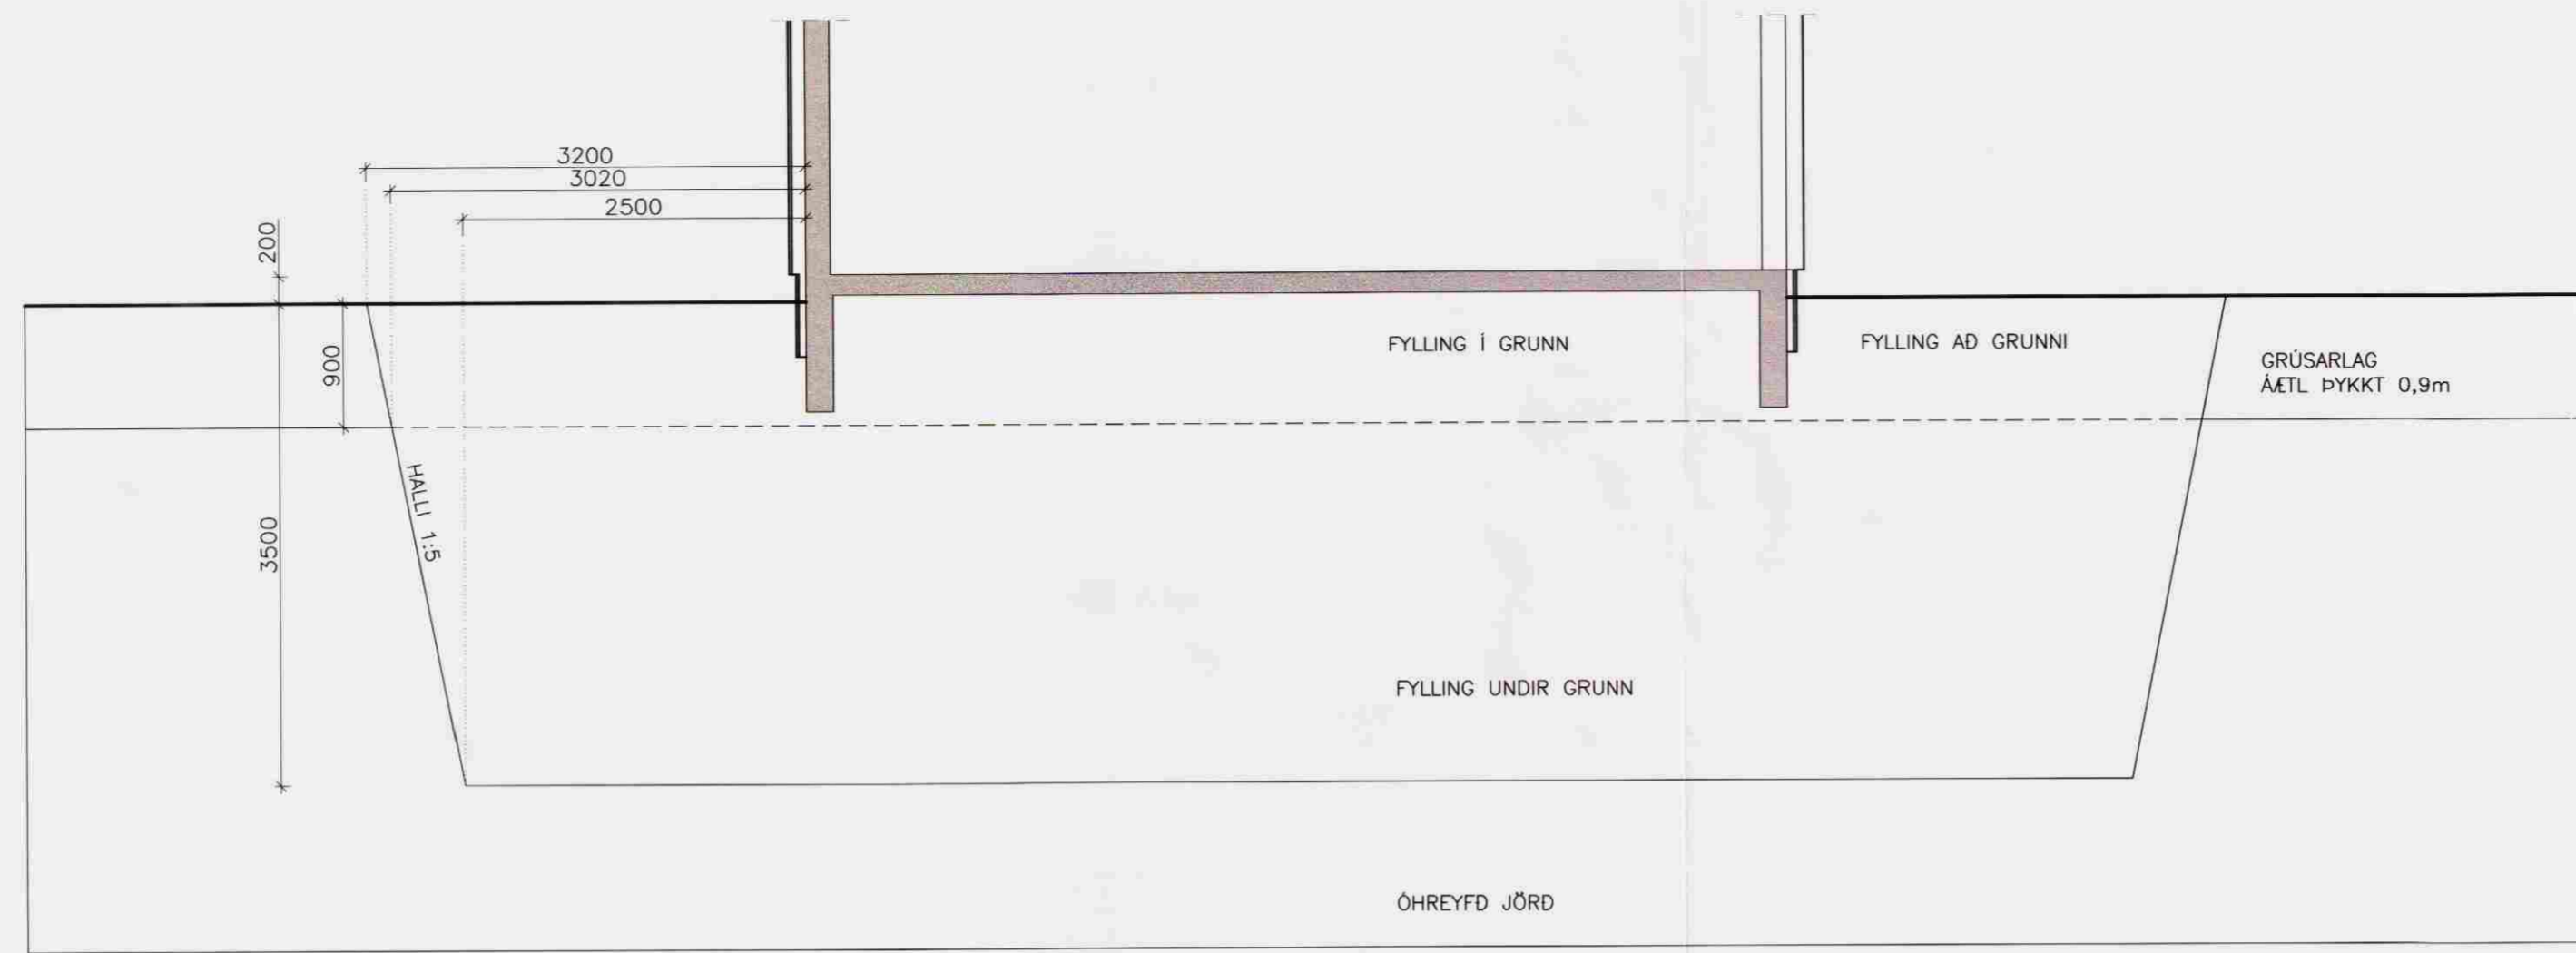 3200
3020
2500
200
900
3500
HALLI 1:5
FYLLING Í GRUNN
FYLLING AÐ GRUNNI
GRÚSARLAG
ÁÆTL ÞYKKT 0,9m
FYLLING UNDIR GRUNN
ÓHREYFÐ JÖRÐ